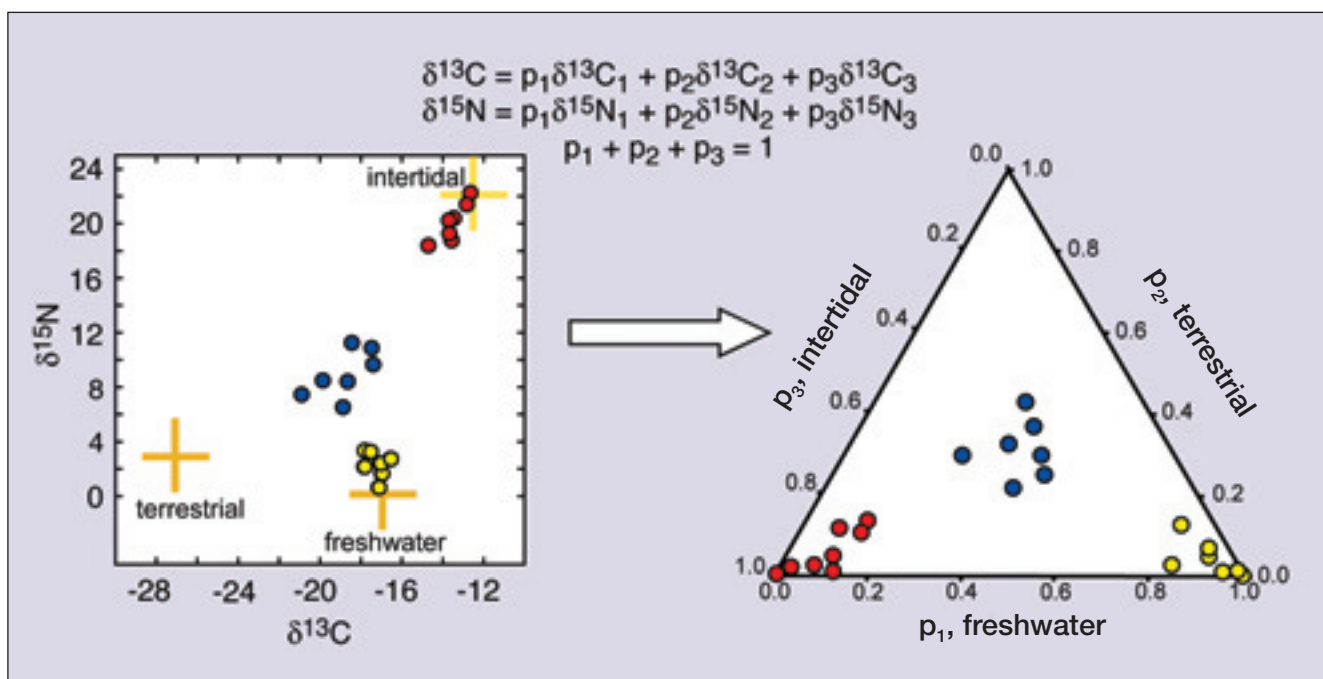 δ¹³C = p₁δ¹³C₁ + p₂δ¹³C₂ + p₃δ¹³C₃
δ¹⁵N = p₁δ¹⁵N₁ + p₂δ¹⁵N₂ + p₃δ¹⁵N₃
p₁ + p₂ + p₃ = 1
24
20
16
12
8
4
0
δ¹⁵N
intertidal
terrestrial
freshwater
-28 -24 -20 -16 -12
δ¹³C
0.0 1.0
0.2 0.8
0.4 0.6
0.6 0.4
0.8 0.2
1.0 0.0
p₃, intertidal
p₂, terrestrial
0.0 0.2 0.4 0.6 0.8 1.0
p₁, freshwater